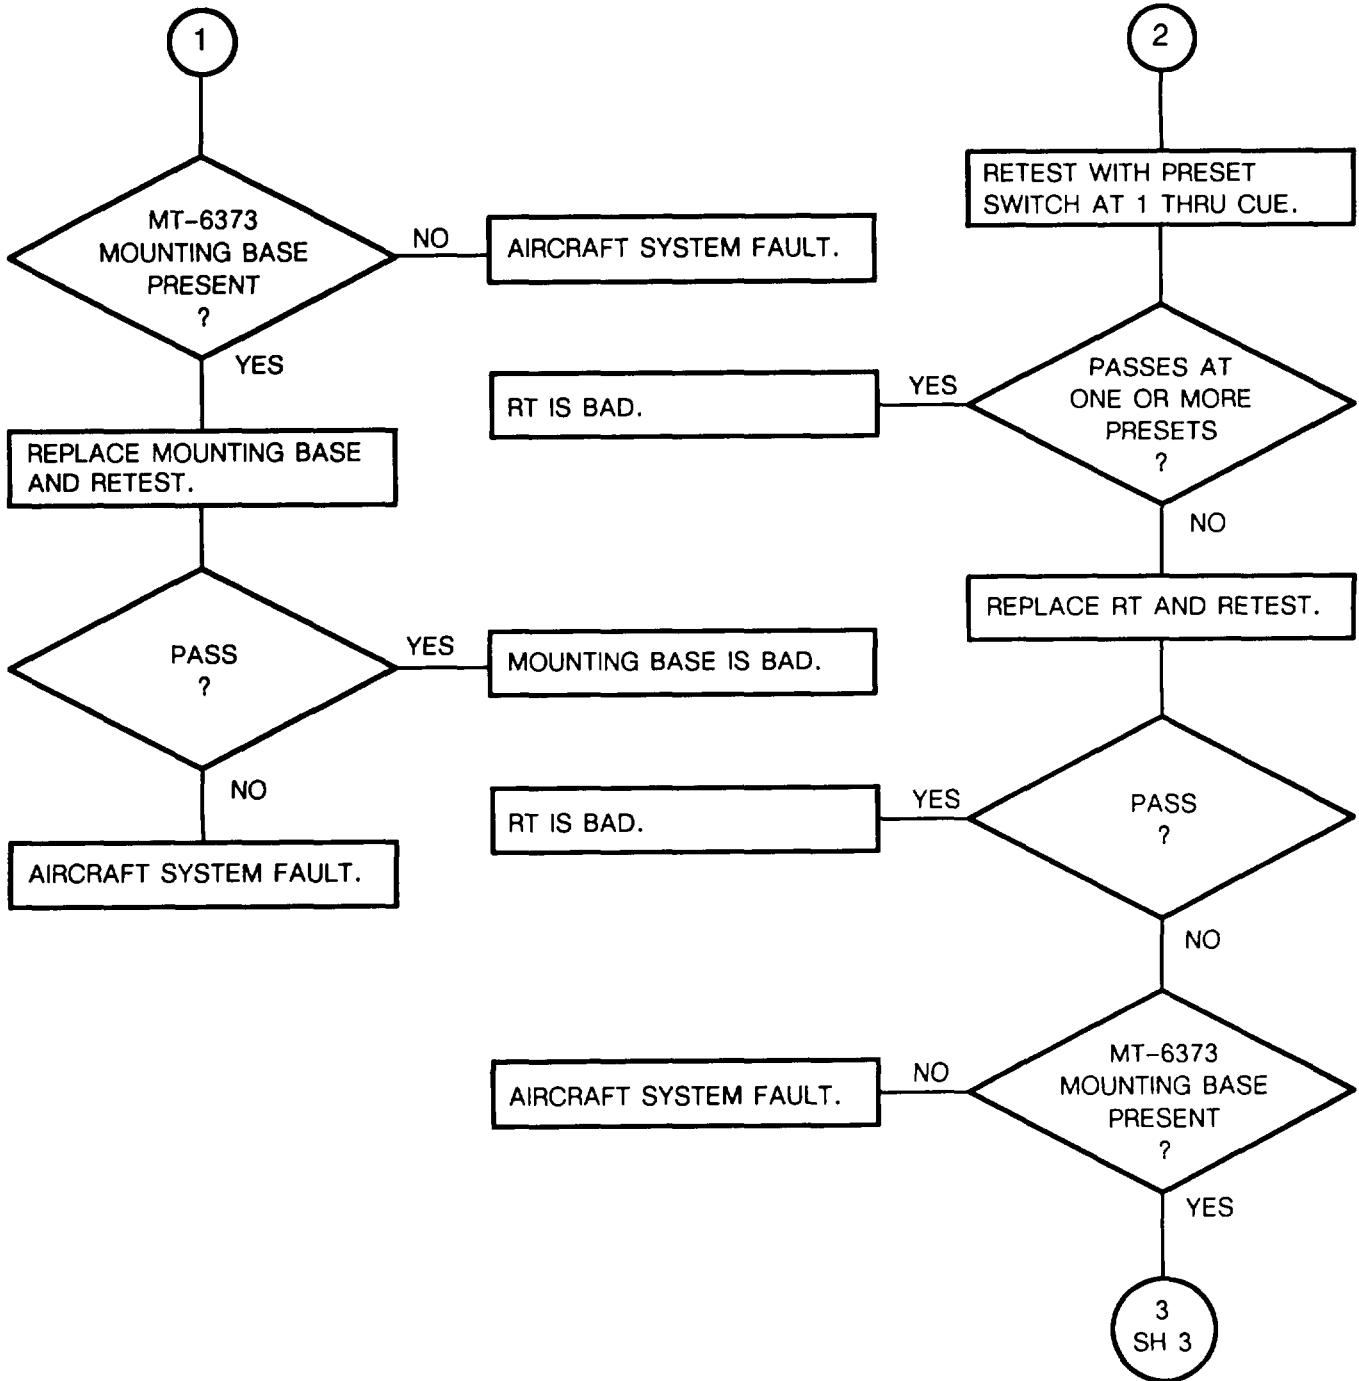 1
MT-6373
MOUNTING BASE
PRESENT
?
NO
AIRCRAFT SYSTEM FAULT.
YES
REPLACE MOUNTING BASE
AND RETEST.
PASS
?
YES
MOUNTING BASE IS BAD.
NO
AIRCRAFT SYSTEM FAULT.
2
RETEST WITH PRESET
SWITCH AT 1 THRU CUE.
PASSES AT
ONE OR MORE
PRESETS
?
YES
RT IS BAD.
NO
REPLACE RT AND RETEST.
PASS
?
YES
RT IS BAD.
NO
MT-6373
MOUNTING BASE
PRESENT
?
NO
AIRCRAFT SYSTEM FAULT.
YES
3
SH 3